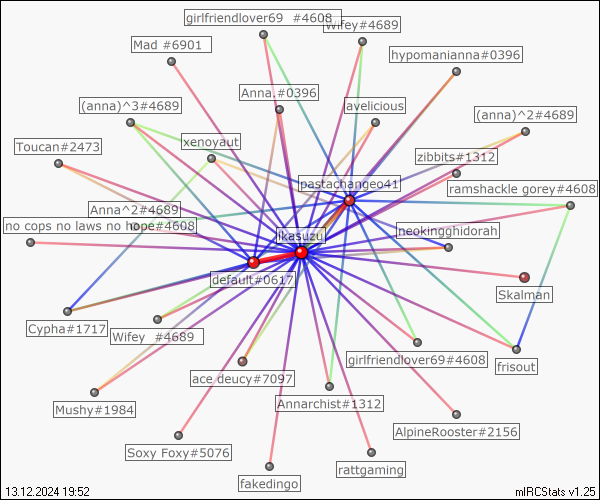 girlfriendlover69 #4608
Wifey#4689
Mad #6901
hypomanianna#0396
Anna.#0396
avelicious
(anna)^3#4689
(anna)^2#4689
xenoyaut
Toucan#2473
zibbits#1312
pastachangeo41
ramshackle gorey#4608
Anna^2#4689
no cops no laws no hope#4608
ikasuzu
neokingghidorah
default#0617
Skalman
Cypha#1717
Wifey #4689
girlfriendlover69#4608
frisout
ace deucy#7097
Mushy#1984
Annarchist#1312
AlpineRooster#2156
Soxy Foxy#5076
rattgaming
fakedingo
13.12.2024 19:52
mIRCStats v1.25